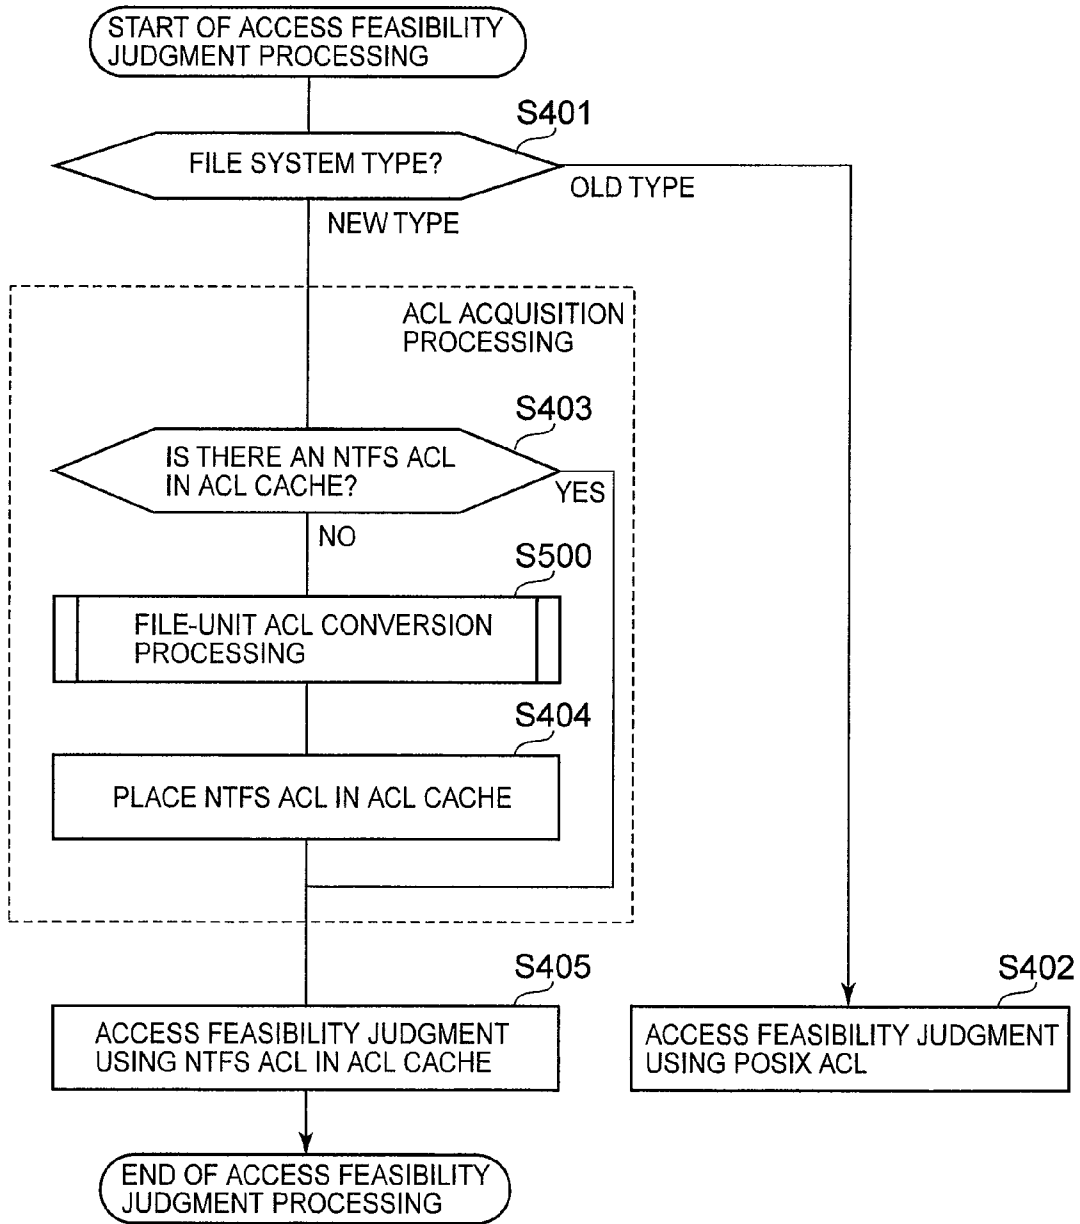 START OF ACCESS FEASIBILITY
JUDGMENT PROCESSING
S401
FILE SYSTEM TYPE?
OLD TYPE
NEW TYPE
ACL ACQUISITION
PROCESSING
S403
IS THERE AN NTFS ACL
IN ACL CACHE?
YES
NO
S500
FILE-UNIT ACL CONVERSION
PROCESSING
S404
PLACE NTFS ACL IN ACL CACHE
S405
ACCESS FEASIBILITY JUDGMENT
USING NTFS ACL IN ACL CACHE
S402
ACCESS FEASIBILITY JUDGMENT
USING POSIX ACL
END OF ACCESS FEASIBILITY
JUDGMENT PROCESSING